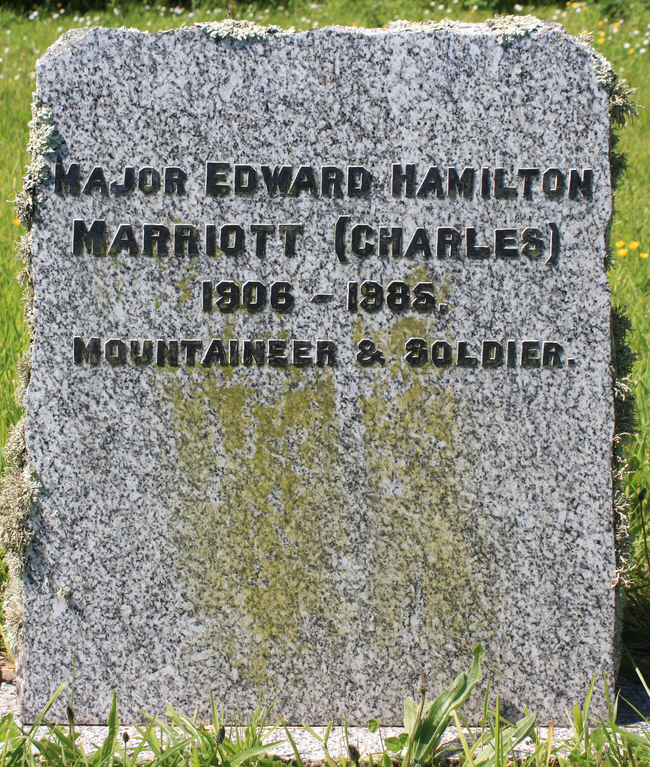 Major Edward Hamilton
Marriott (Charles)
1906 - 1985.
Mountaineer & Soldier.